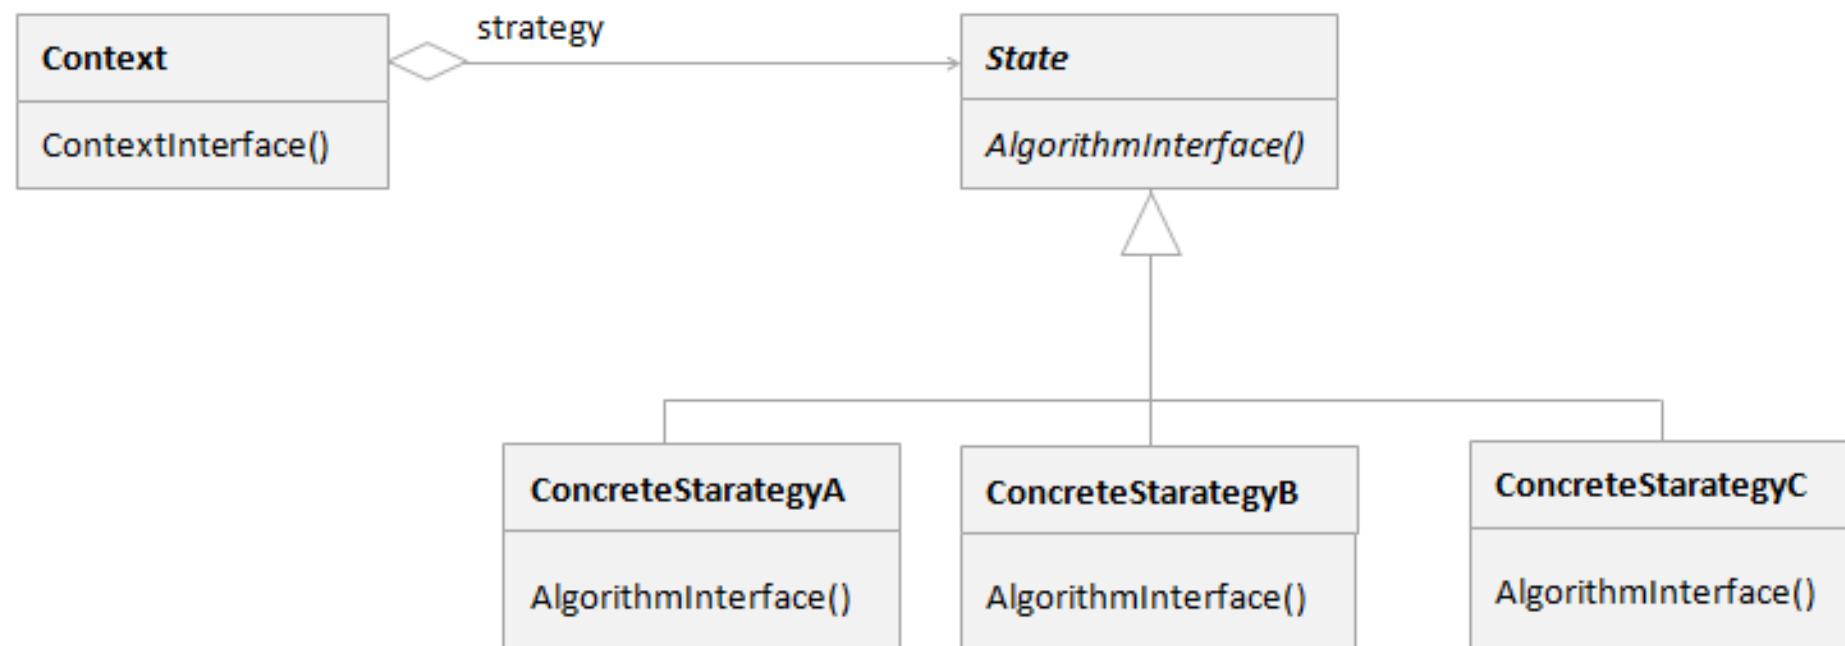 Context
ContextInterface()
strategy
State
AlgorithmInterface()
ConcreteStarategyA
AlgorithmInterface()
ConcreteStarategyB
AlgorithmInterface()
ConcreteStarategyC
AlgorithmInterface()